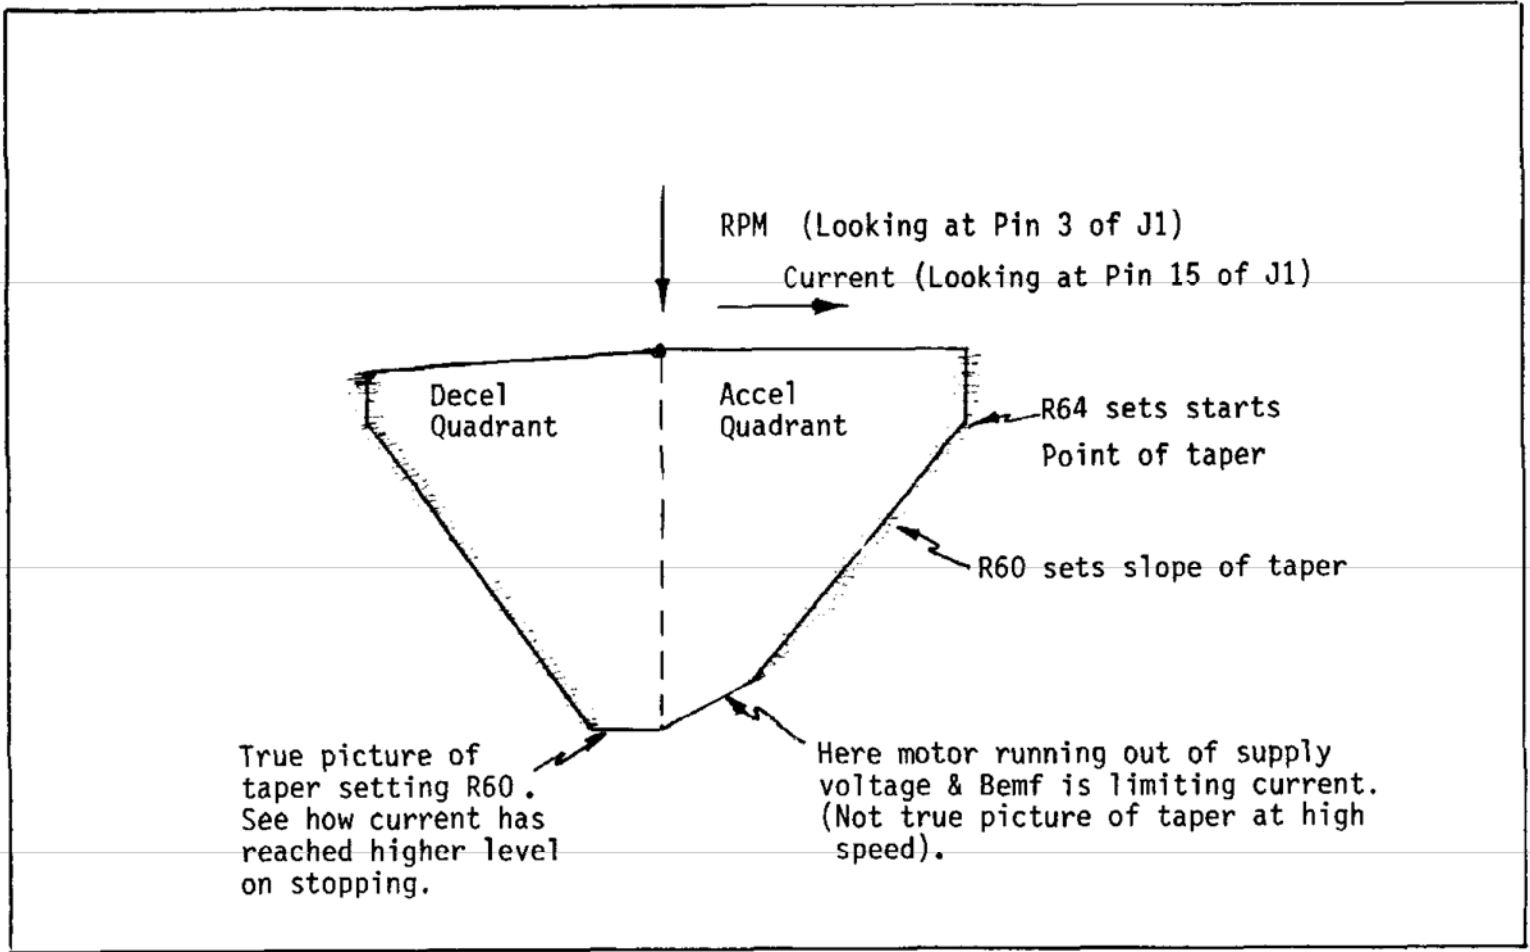 RPM (Looking at Pin 3 of J1)
Current (Looking at Pin 15 of J1)
Decel
Quadrant
Accel
Quadrant
R64 sets starts
Point of taper
R60 sets slope of taper
True picture of
taper setting R60.
See how current has
reached higher level
on stopping.
Here motor running out of supply
voltage & Bemf is limiting current.
(Not true picture of taper at high
speed).